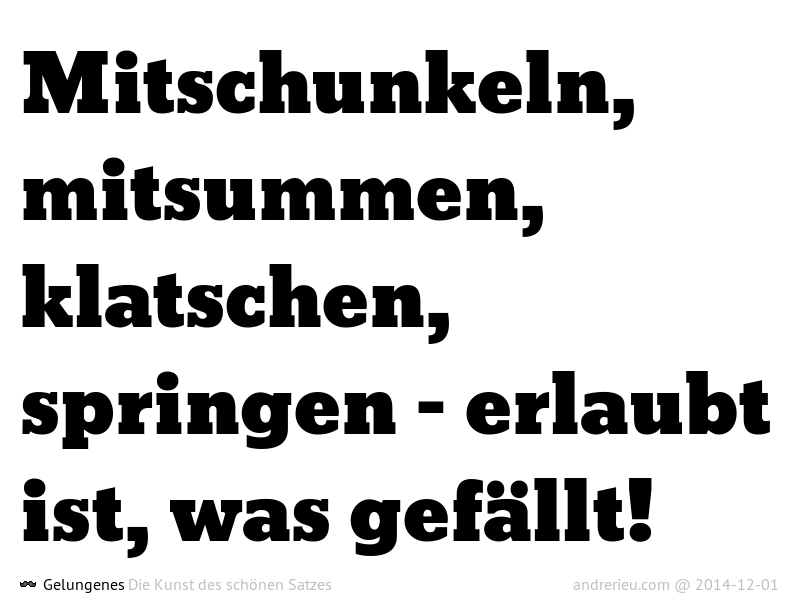 Mitschunkeln,
mitsummen,
klatschen,
springen - erlaubt
ist, was gefällt!
Gelungenes Die Kunst des schönen Satzes
andrerieu.com @ 2014-12-01